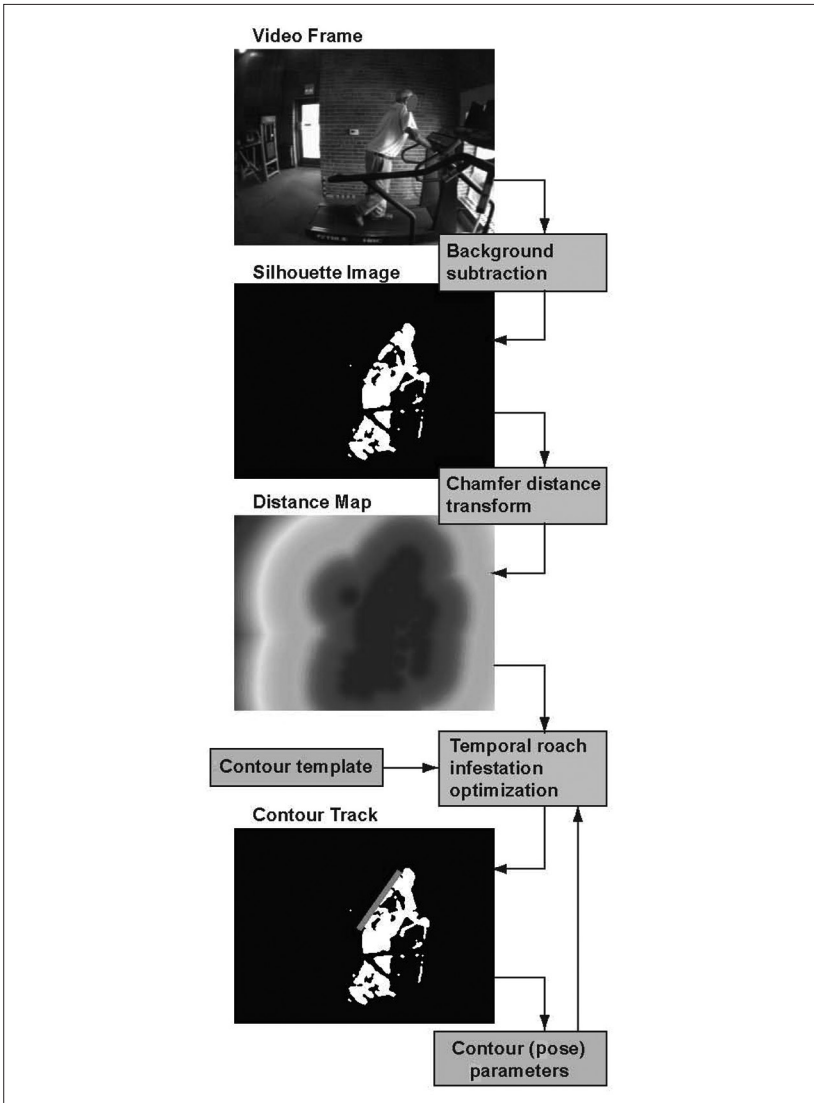 Video Frame
Background
subtraction
Silhouette Image
Chamfer distance
transform
Distance Map
Temporal roach
infestation
optimization
Contour template
Contour Track
Contour (pose)
parameters